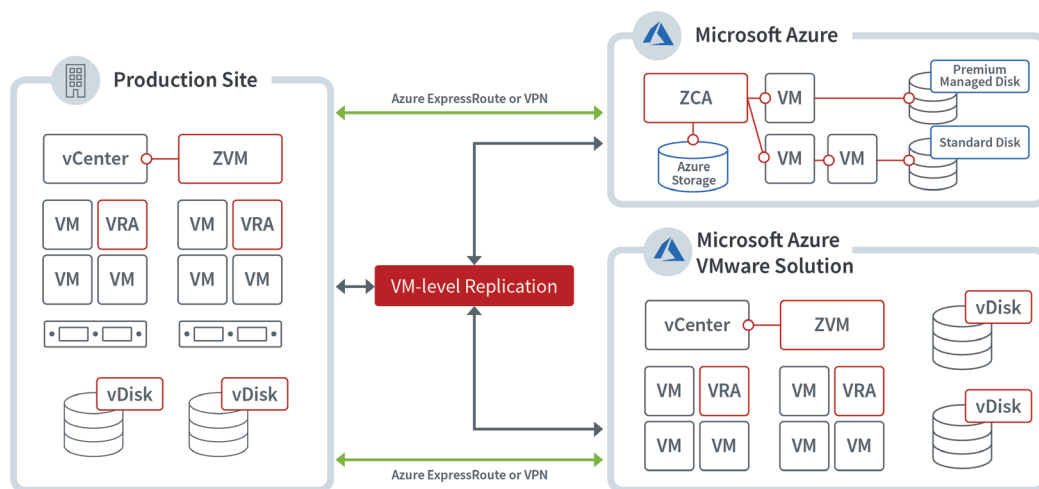 Production Site
vCenter
ZVM
VM
VRA
VM
VRA
VM
VM
VM
VM
vDisk
vDisk
Azure ExpressRoute or VPN
VM-level Replication
Azure ExpressRoute or VPN
Microsoft Azure
ZCA
VM
Premium
Managed Disk
Azure
Storage
VM
VM
Standard Disk
Microsoft Azure
VMware Solution
vCenter
ZVM
vDisk
VM
VRA
VM
VRA
vDisk
VM
VM
VM
VM